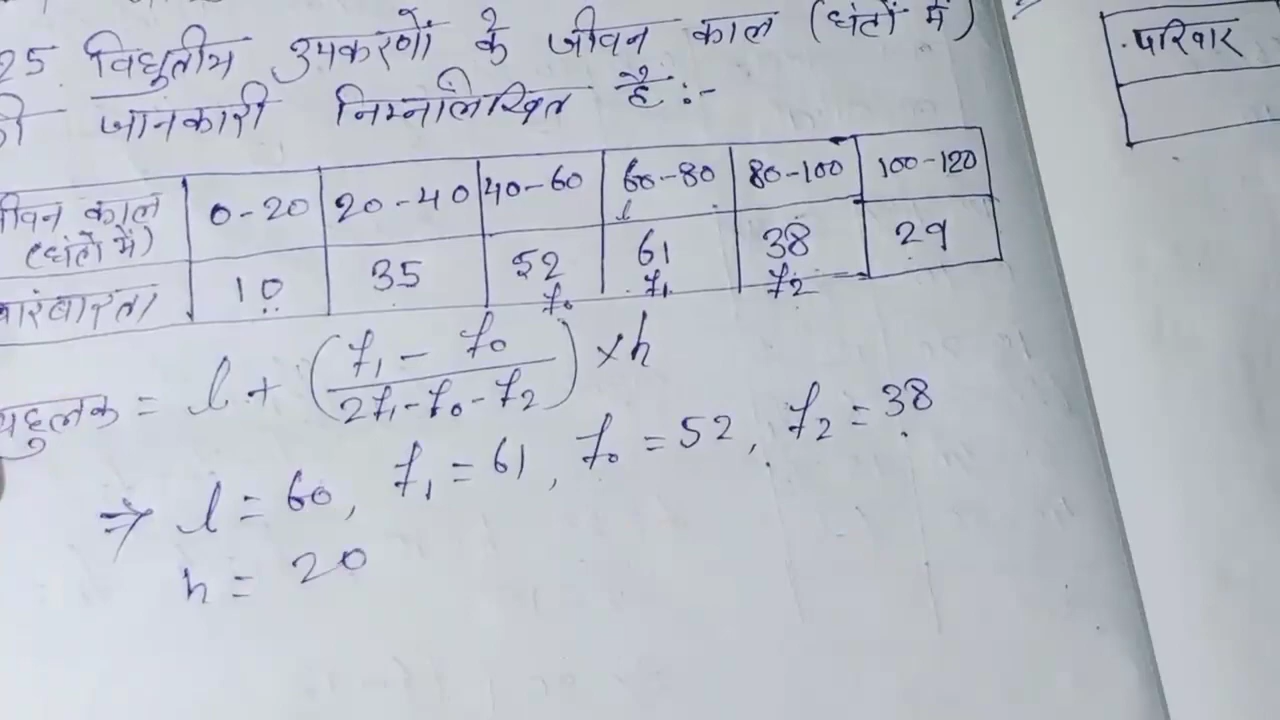 25 विधुतीय उपकरणों के जीवन काल (घंटों में)
जानकारी निम्नलिखित है :-
जीवन काल (घंटों में) 0-20 20-40 40-60 60-80 80-100 100-120
बारंबारता 10 35 52 f₀ 61 f₁ 38 f₂ 29
बहुलक = l + (f₁ - f₀ / 2f₁ - f₀ - f₂) × h
⇒ l = 60, f₁ = 61, f₀ = 52, f₂ = 38
h = 20
परिवार